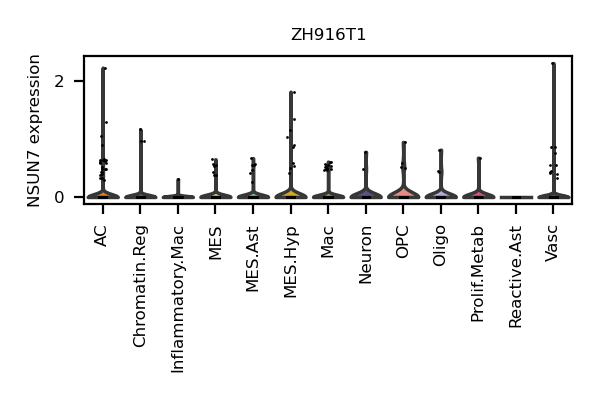 ZH916T1
NSUN7 expression
2
0
AC
Chromatin.Reg
Inflammatory.Mac
MES
MES.Ast
MES.Hyp
Mac
Neuron
OPC
Oligo
Prolif.Metab
Reactive.Ast
Vasc